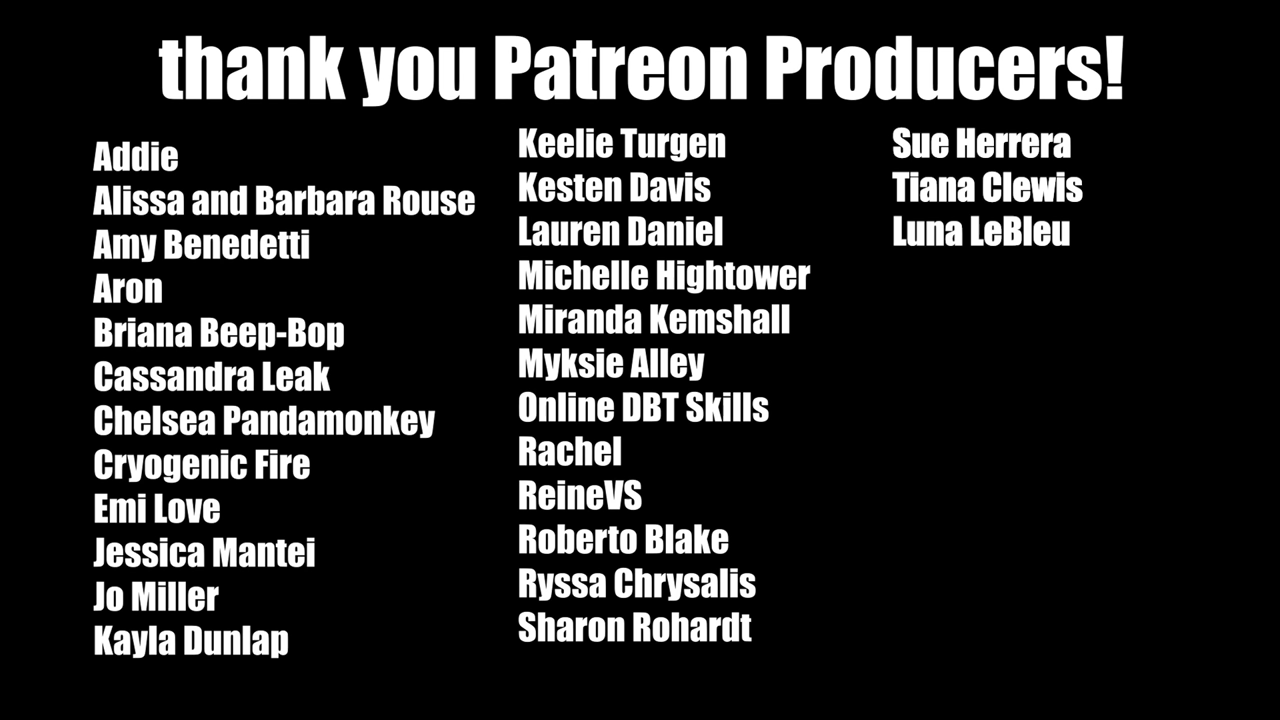 thank you Patreon Producers!
Addie
Alissa and Barbara Rouse
Amy Benedetti
Aron
Briana Beep-Bop
Cassandra Leak
Chelsea Pandamonkey
Cryogenic Fire
Emi Love
Jessica Mantei
Jo Miller
Kayla Dunlap
Keelie Turgen
Kesten Davis
Lauren Daniel
Michelle Hightower
Miranda Kemshall
Myksie Alley
Online DBT Skills
Rachel
ReineVS
Roberto Blake
Ryssa Chrysalis
Sharon Rohardt
Sue Herrera
Tiana Clewis
Luna LeBleu